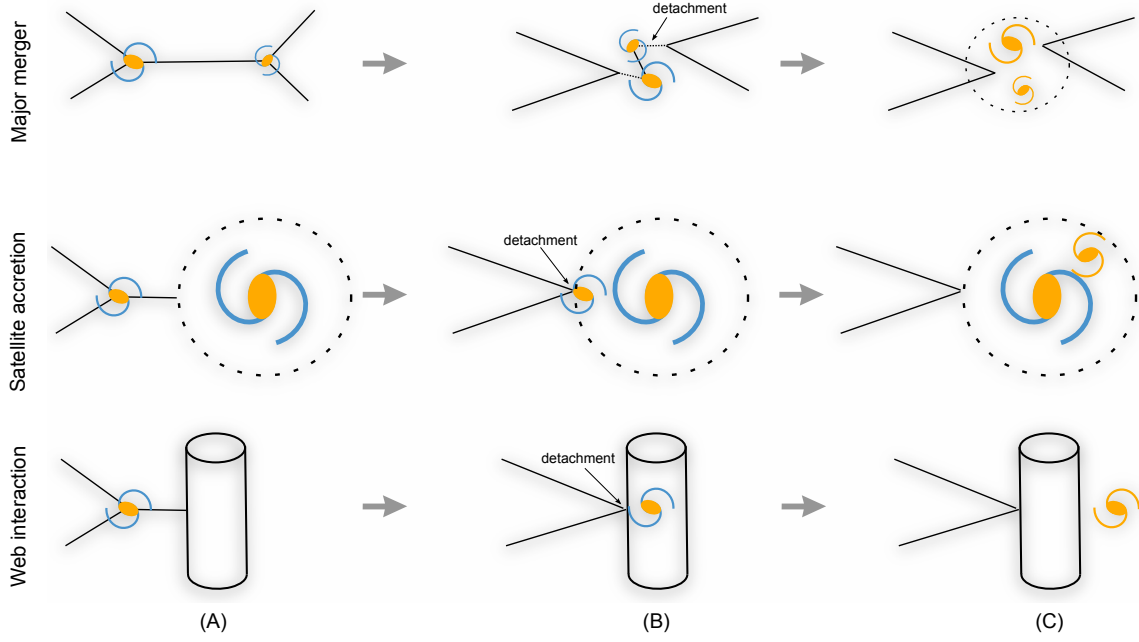 Major merger
detachment
Satellite accretion
detachment
Web interaction
detachment
(A)
(B)
(C)